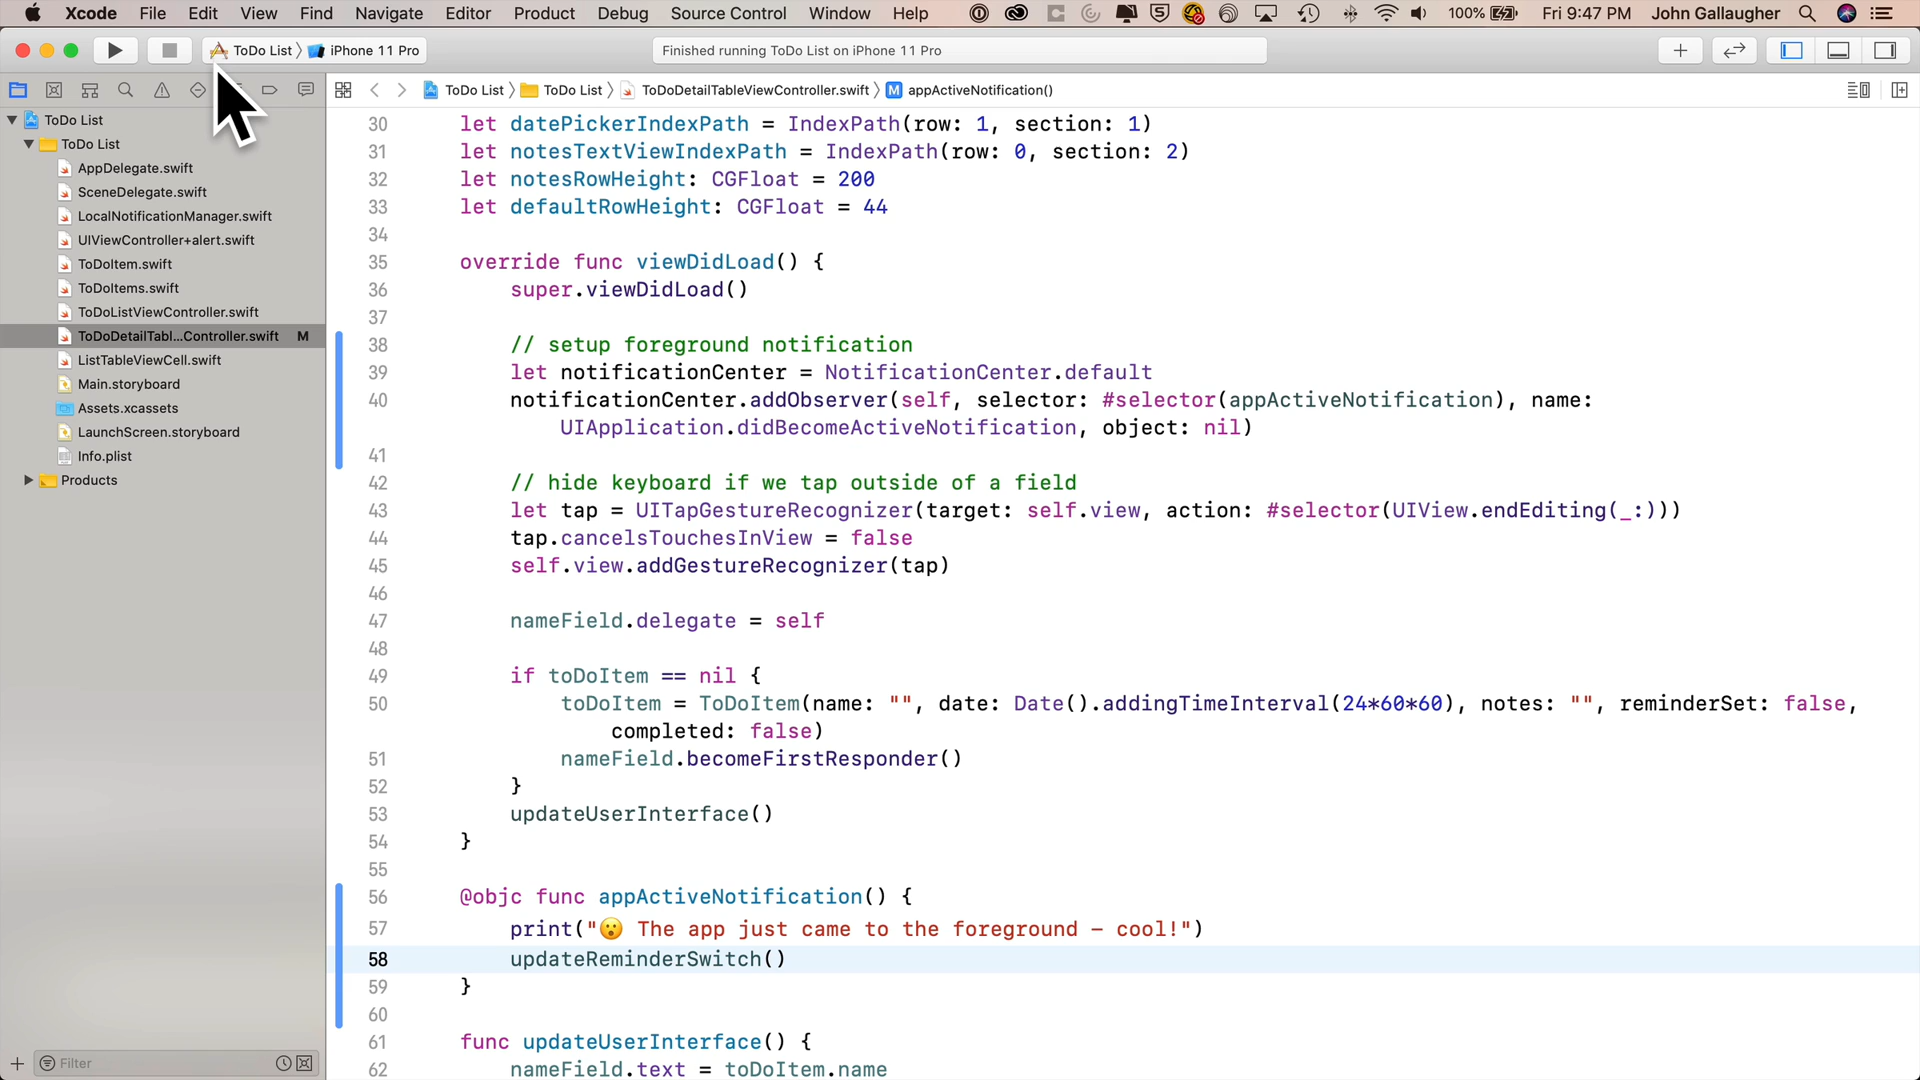 Xcode File Edit View Find Navigate Editor Product Debug Source Control Window Help 100% Fri 9:47 PM John Gallaugher
ToDo List iPhone 11 Pro Finished running ToDo List on iPhone 11 Pro
ToDo List ToDo List ToDoDetailTableViewController.swift M appActiveNotification()
ToDo List
ToDo List
AppDelegate.swift
SceneDelegate.swift
LocalNotificationManager.swift
UIViewController+alert.swift
ToDoItem.swift
ToDoItems.swift
ToDoListViewController.swift
ToDoDetailTabl...Controller.swift M
ListTableViewCell.swift
Main.storyboard
Assets.xcassets
LaunchScreen.storyboard
Info.plist
Products
Filter
30 let datePickerIndexPath = IndexPath(row: 1, section: 1)
31 let notesTextViewIndexPath = IndexPath(row: 0, section: 2)
32 let notesRowHeight: CGFloat = 200
33 let defaultRowHeight: CGFloat = 44
34
35 override func viewDidLoad() {
36 super.viewDidLoad()
37
38 // setup foreground notification
39 let notificationCenter = NotificationCenter.default
40 notificationCenter.addObserver(self, selector: #selector(appActiveNotification), name:
UIApplication.didBecomeActiveNotification, object: nil)
41
42 // hide keyboard if we tap outside of a field
43 let tap = UITapGestureRecognizer(target: self.view, action: #selector(UIView.endEditing(_:)))
44 tap.cancelsTouchesInView = false
45 self.view.addGestureRecognizer(tap)
46
47 nameField.delegate = self
48
49 if toDoItem == nil {
50 toDoItem = ToDoItem(name: "", date: Date().addingTimeInterval(24*60*60), notes: "", reminderSet: false,
completed: false)
51 nameField.becomeFirstResponder()
52 }
53 updateUserInterface()
54 }
55
56 @objc func appActiveNotification() {
57 print("😮 The app just came to the foreground – cool!")
58 updateReminderSwitch()
59 }
60
61 func updateUserInterface() {
62 nameField.text = toDoItem.name